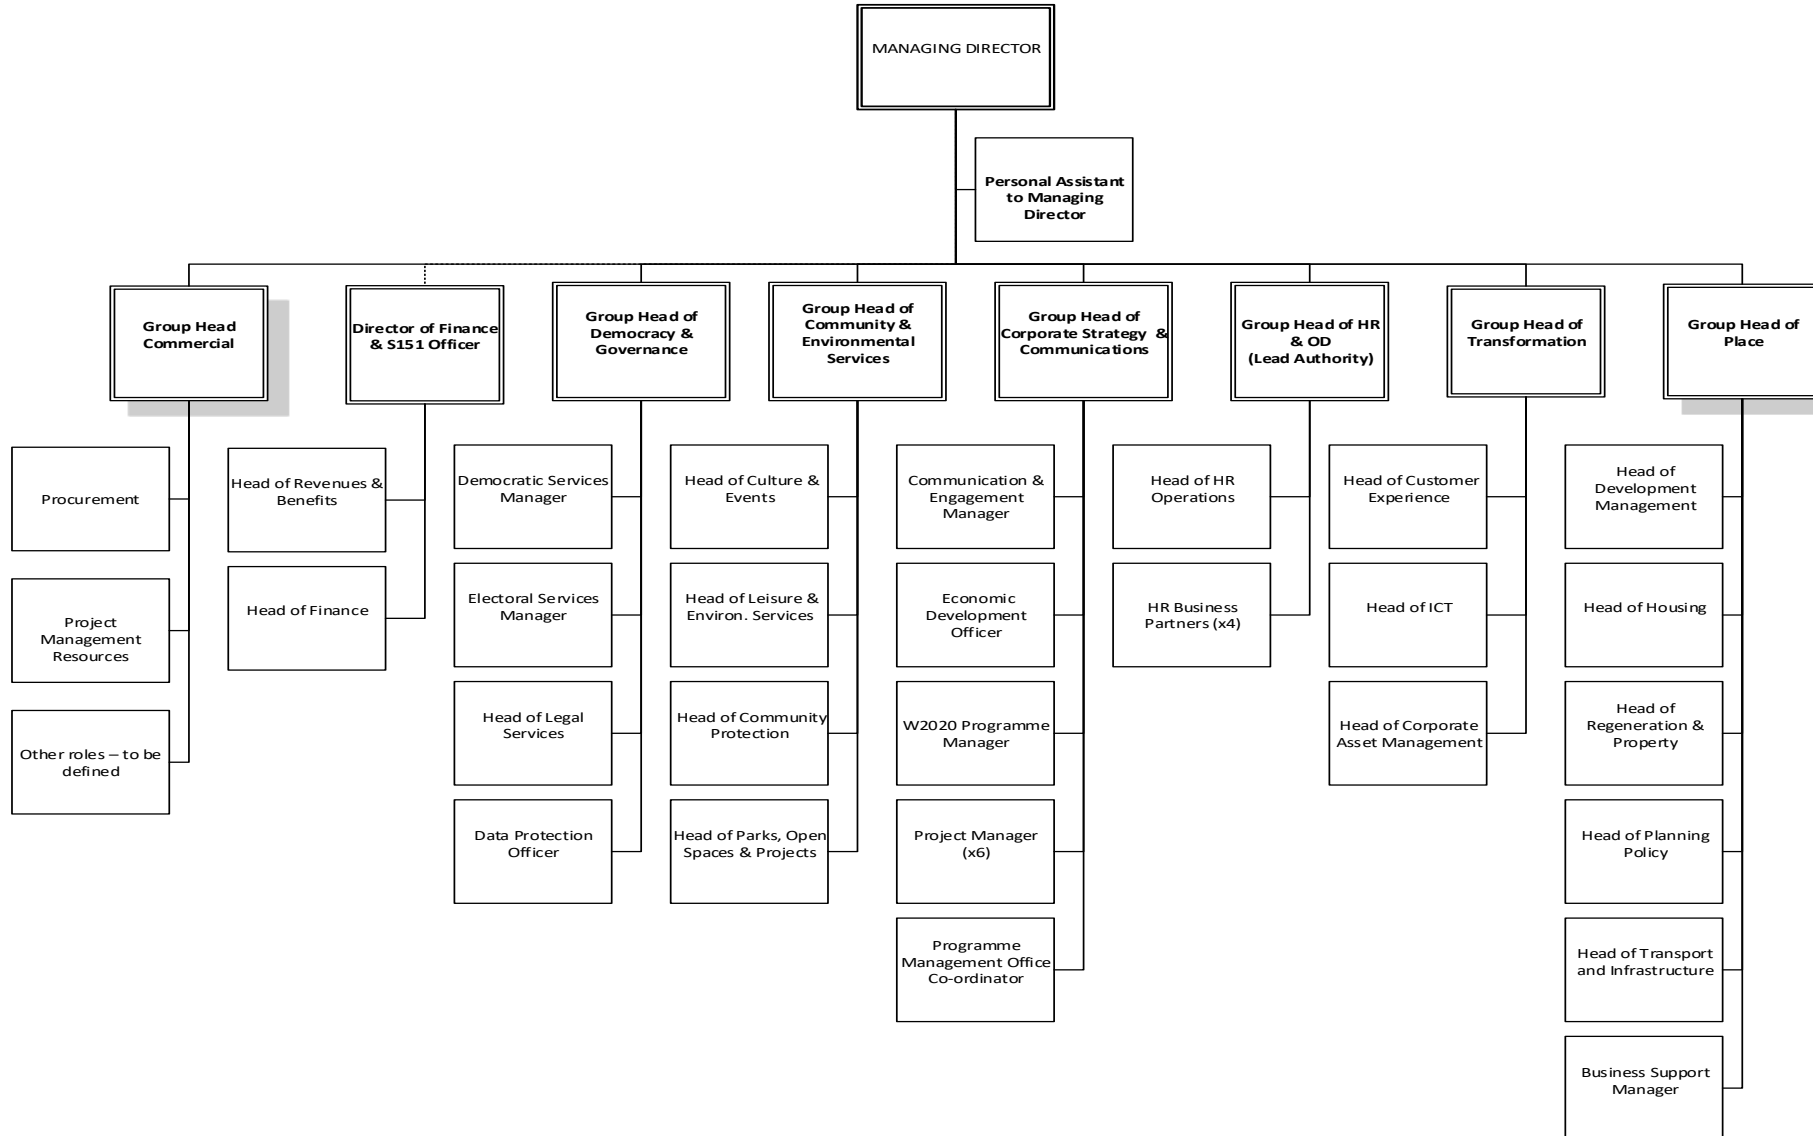 MANAGING DIRECTOR
Personal Assistant
to Managing
Director
Group Head
Commercial
Director of Finance
& S151 Officer
Group Head of
Democracy &
Governance
Group Head of
Community &
Environmental
Services
Group Head of
Corporate Strategy &
Communications
Group Head of HR
& OD
(Lead Authority)
Group Head of
Transformation
Group Head of
Place
Procurement
Project
Management
Resources
Other roles – to be
defined
Head of Revenues &
Benefits
Head of Finance
Democratic Services
Manager
Electoral Services
Manager
Head of Legal
Services
Data Protection
Officer
Head of Culture &
Events
Head of Leisure &
Environ. Services
Head of Community
Protection
Head of Parks, Open
Spaces & Projects
Communication &
Engagement
Manager
Economic
Development
Officer
W2020 Programme
Manager
Project Manager
(x6)
Programme
Management Office
Co-ordinator
Head of HR
Operations
HR Business
Partners (x4)
Head of Customer
Experience
Head of ICT
Head of Corporate
Asset Management
Head of
Development
Management
Head of Housing
Head of
Regeneration &
Property
Head of Planning
Policy
Head of Transport
and Infrastructure
Business Support
Manager